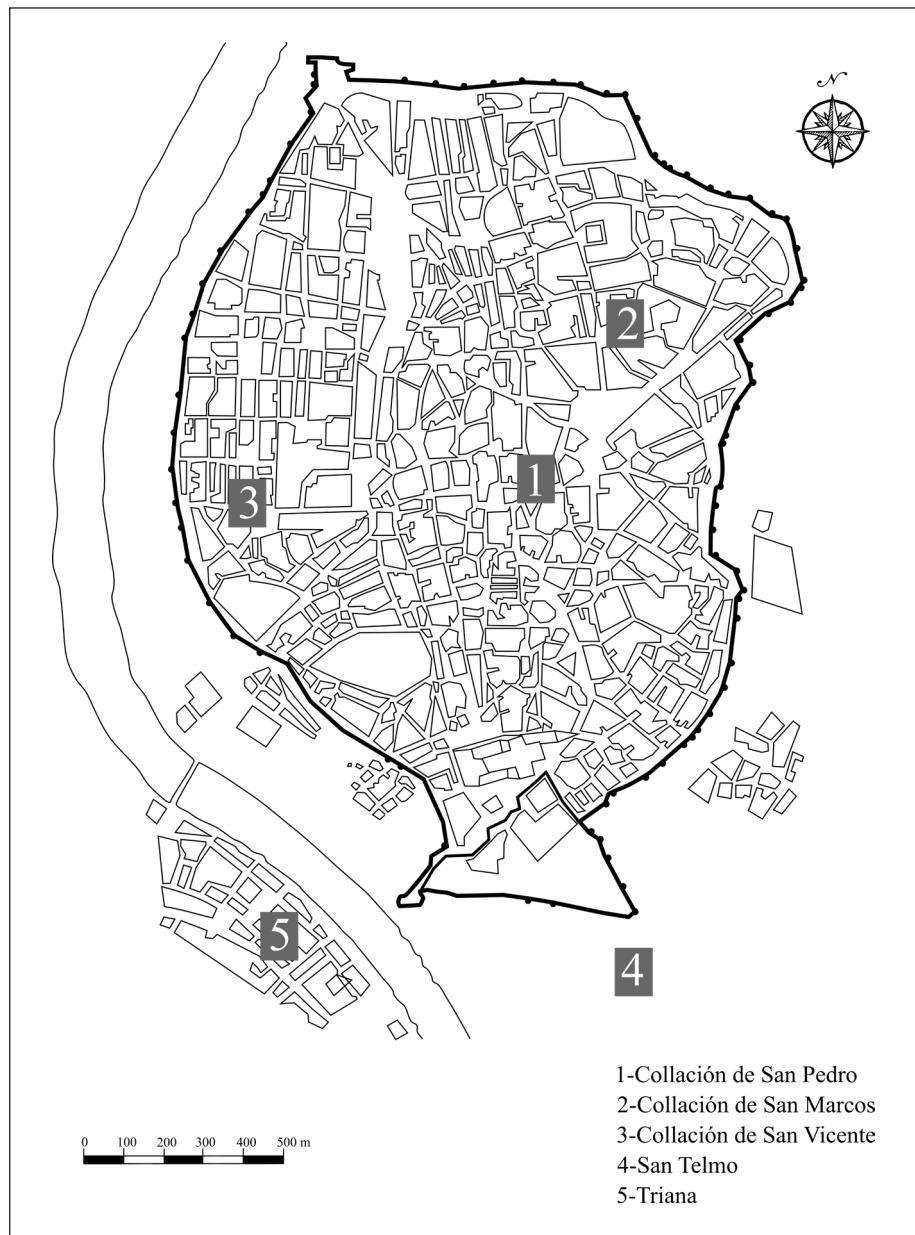 N
2
1
3
5
4
1-Collación de San Pedro
2-Collación de San Marcos
3-Collación de San Vicente
4-San Telmo
5-Triana
0 100 200 300 400 500 m